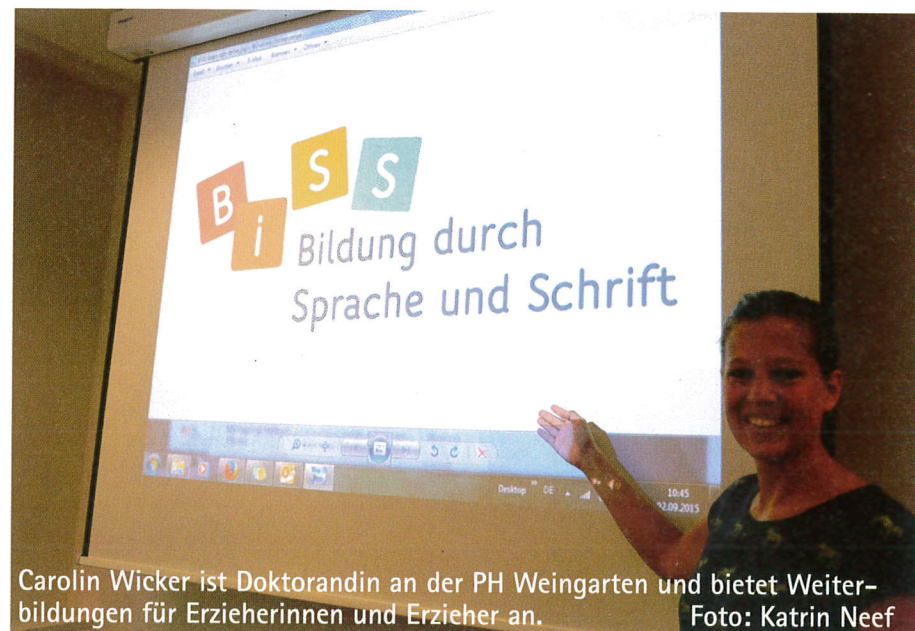 B i S S
Bildung durch
Sprache und Schrift
Desktop DE
10:45
02.09.2015
Carolin Wicker ist Doktorandin an der PH Weingarten und bietet Weiter-
bildungen für Erzieherinnen und Erzieher an. Foto: Katrin Neef